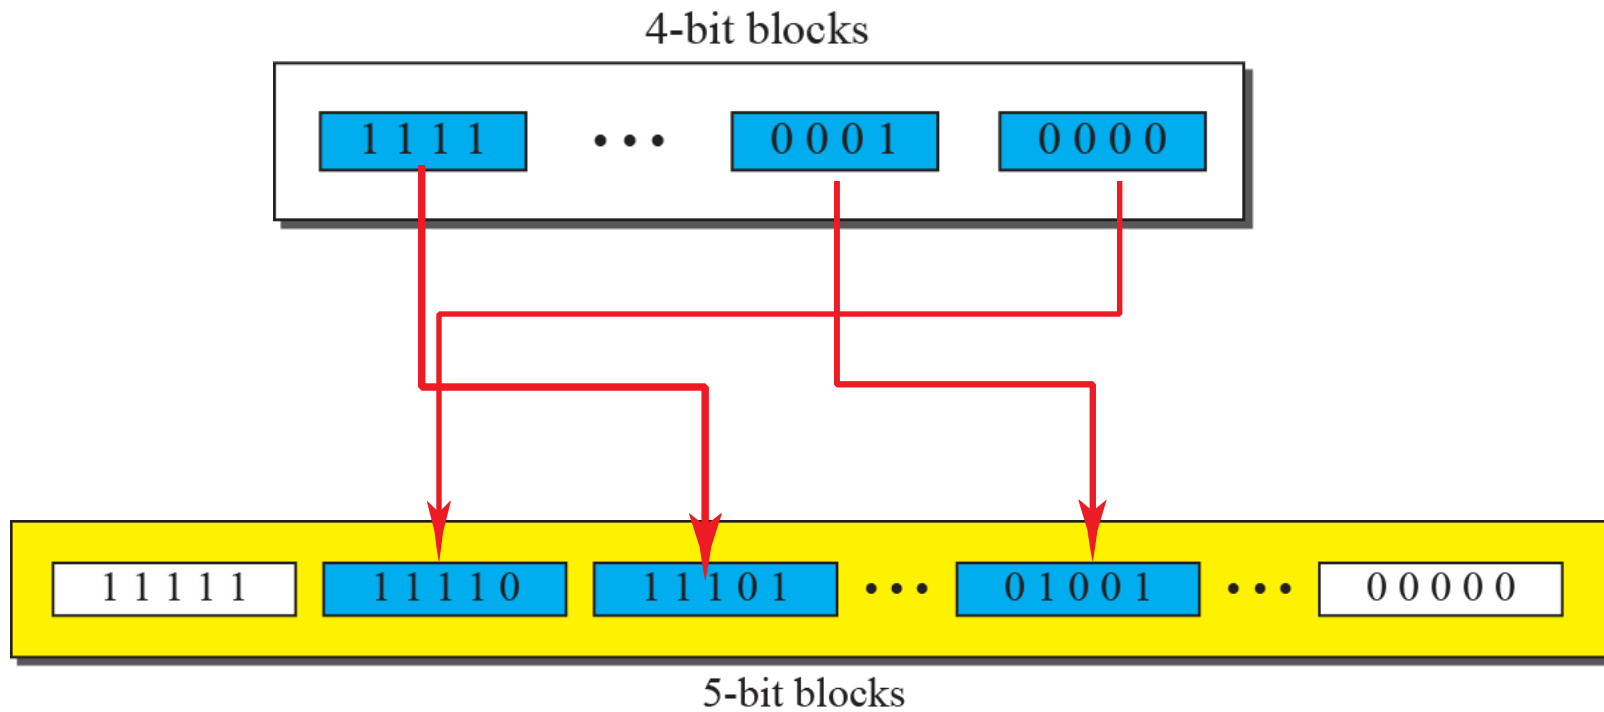 4-bit blocks
1 1 1 1 • • • 0 0 0 1 0 0 0 0
1 1 1 1 1 1 1 1 1 0 1 1 1 0 1 • • • 0 1 0 0 1 • • • 0 0 0 0 0
5-bit blocks